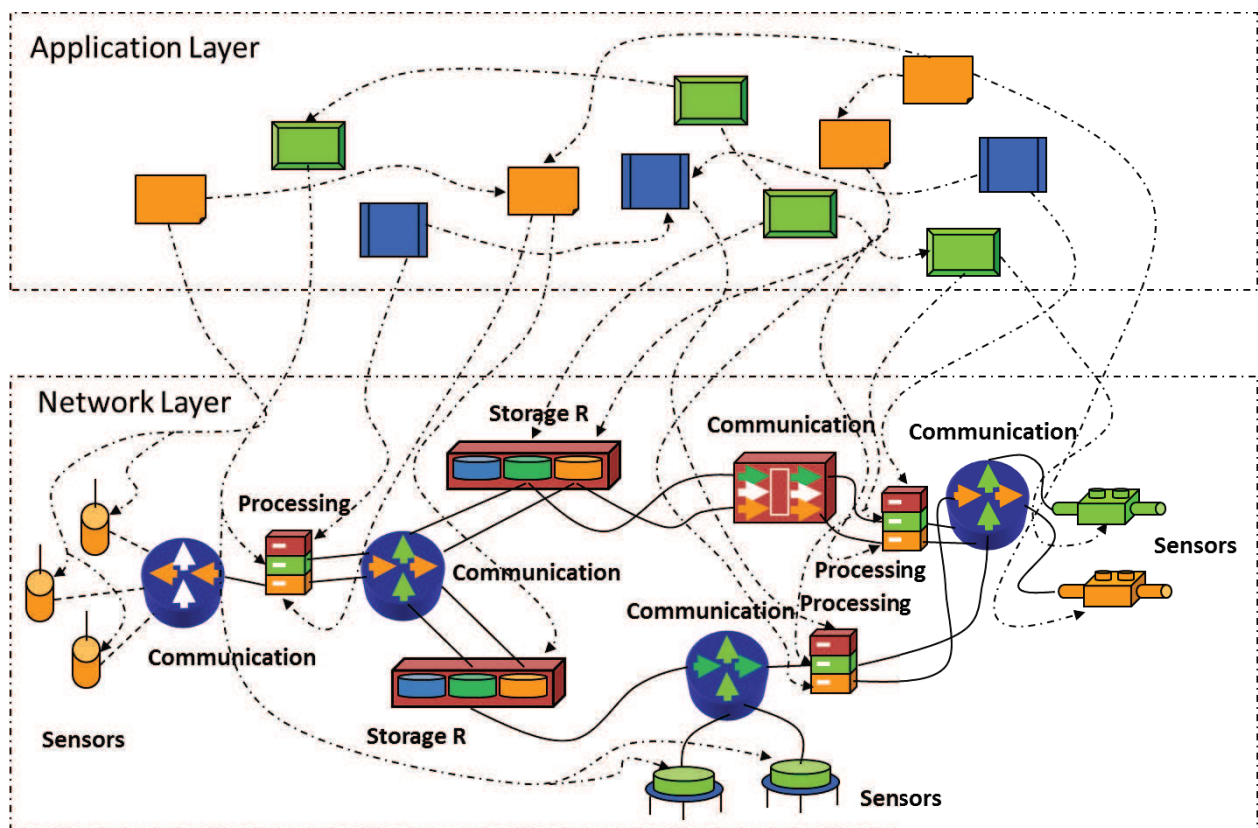 Application Layer
Network Layer
Storage R
Communication
Communication
Processing
Communication
Sensors
Processing
Communication
Processing
Communication
Storage R
Sensors
Sensors